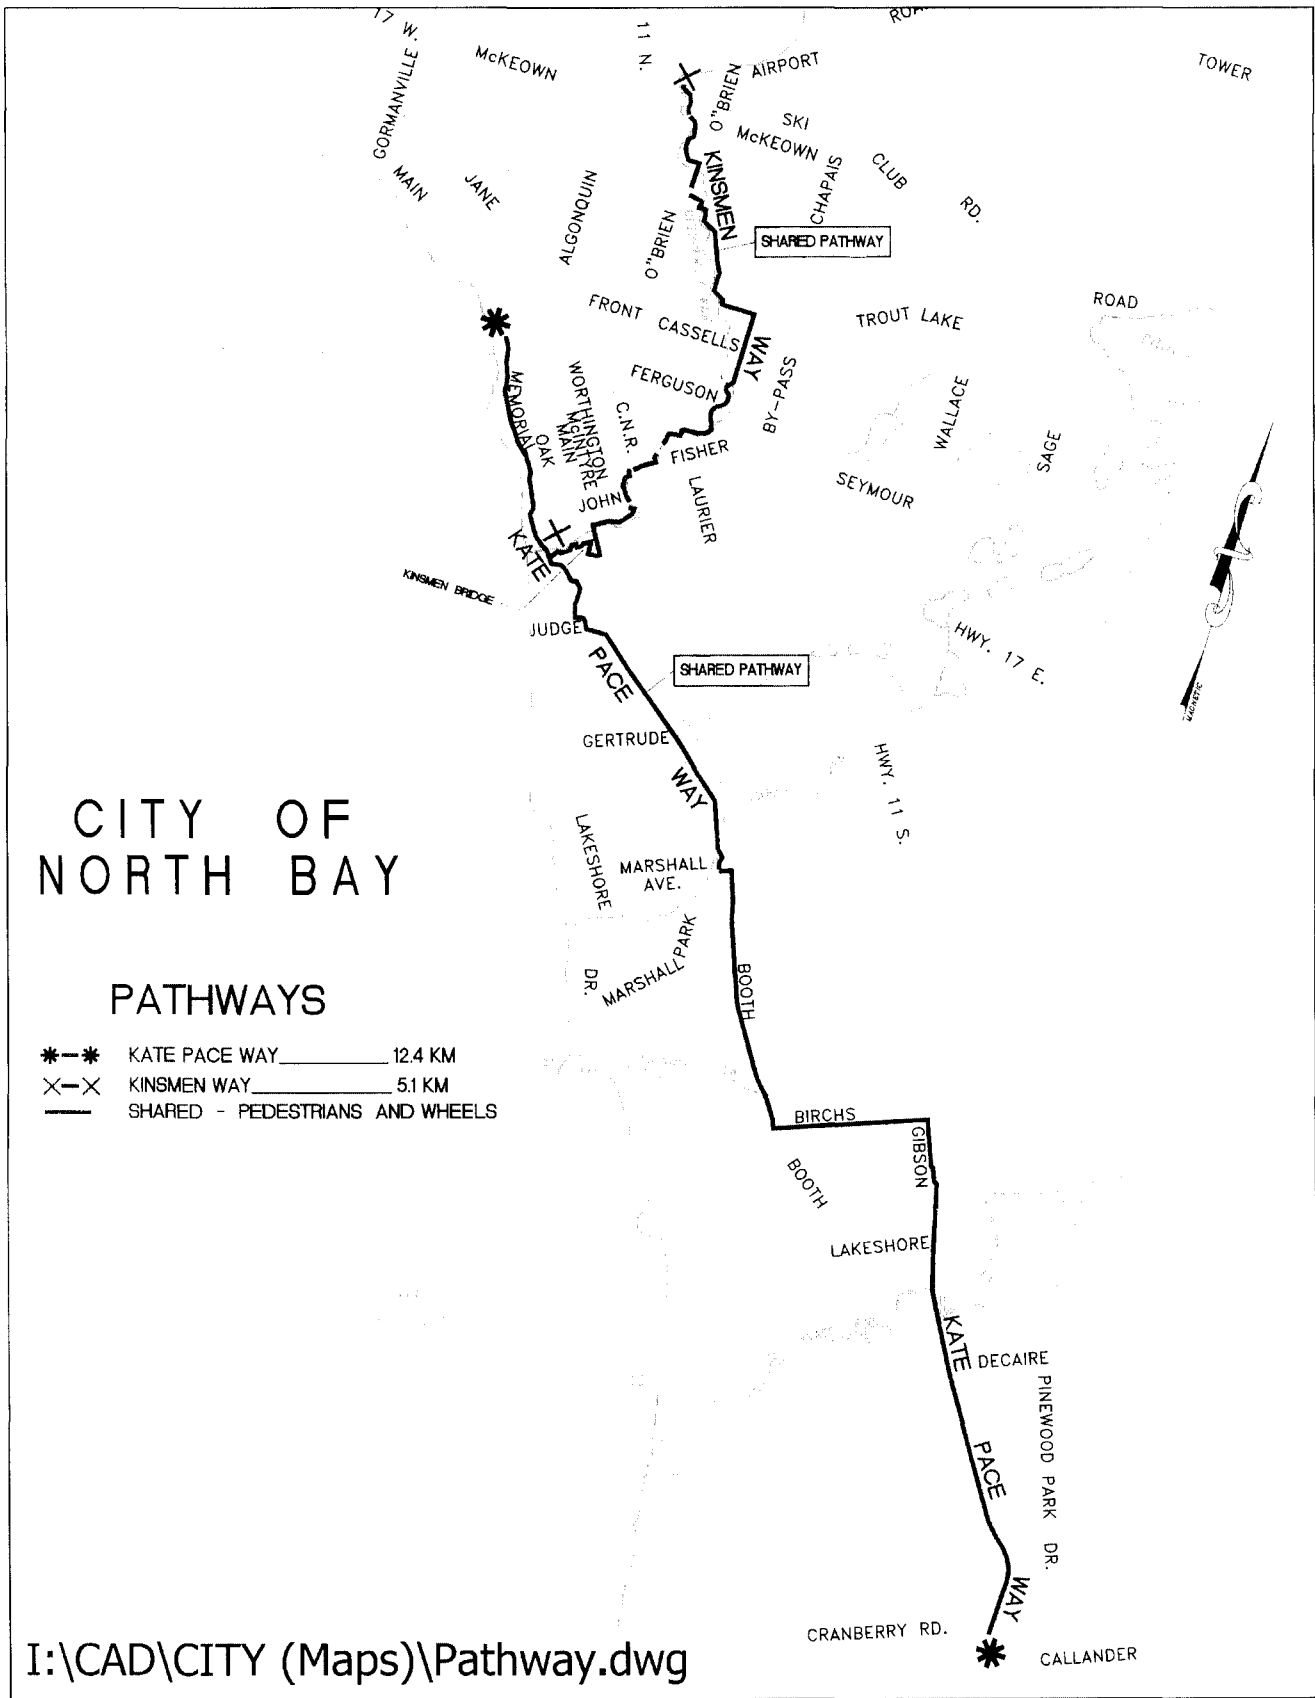 17 W.
11 N.
McKEOWN
GORMANVILLE
AIRPORT
TOWER
O"BRIEN
SKI
McKEOWN
CLUB
RD.
CHAPAIS
MAIN
JANE
ALGONQUIN
O"BRIEN
KINSMEN
SHARED PATHWAY
FRONT
CASSELLS
WAY
TROUT LAKE
ROAD
FERGUSON
BY-PASS
MEMORIAL
OAK
WORTHINGTON
McINTYRE
MAIN
C.N.R.
FISHER
WALLACE
SAGE
JOHN
LAURIER
SEYMOUR
KATE
KINSMEN BRIDGE
JUDGE
HWY. 17 E.
MAGNETIC
PACE
SHARED PATHWAY
GERTRUDE
WAY
HWY. 11 S.
CITY OF
NORTH BAY
LAKESHORE
MARSHALL
AVE.
DR.
MARSHALL
PARK
BOOTH
PATHWAYS
KATE PACE WAY__________ 12.4 KM
KINSMEN WAY_____________ 5.1 KM
SHARED - PEDESTRIANS AND WHEELS
BIRCHS
GIBSON
BOOTH
LAKESHORE
KATE
DECAIRE
PINEWOOD PARK DR.
PACE
WAY
CRANBERRY RD.
CALLANDER
I:\CAD\CITY (Maps)\Pathway.dwg